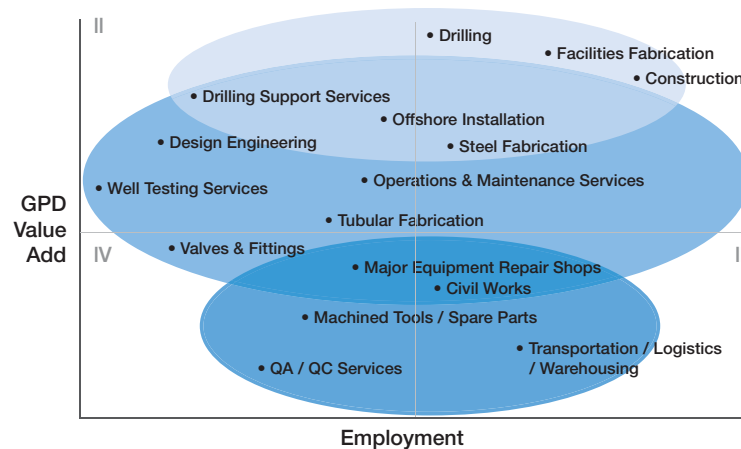 II
• Drilling
• Facilities Fabrication
• Construction
• Drilling Support Services
• Offshore Installation
• Design Engineering
• Steel Fabrication
• Well Testing Services
• Operations & Maintenance Services
GPD
Value
Add
• Tubular Fabrication
IV
• Valves & Fittings
I
• Major Equipment Repair Shops
• Civil Works
• Machined Tools / Spare Parts
• Transportation / Logistics
/ Warehousing
• QA / QC Services
Employment